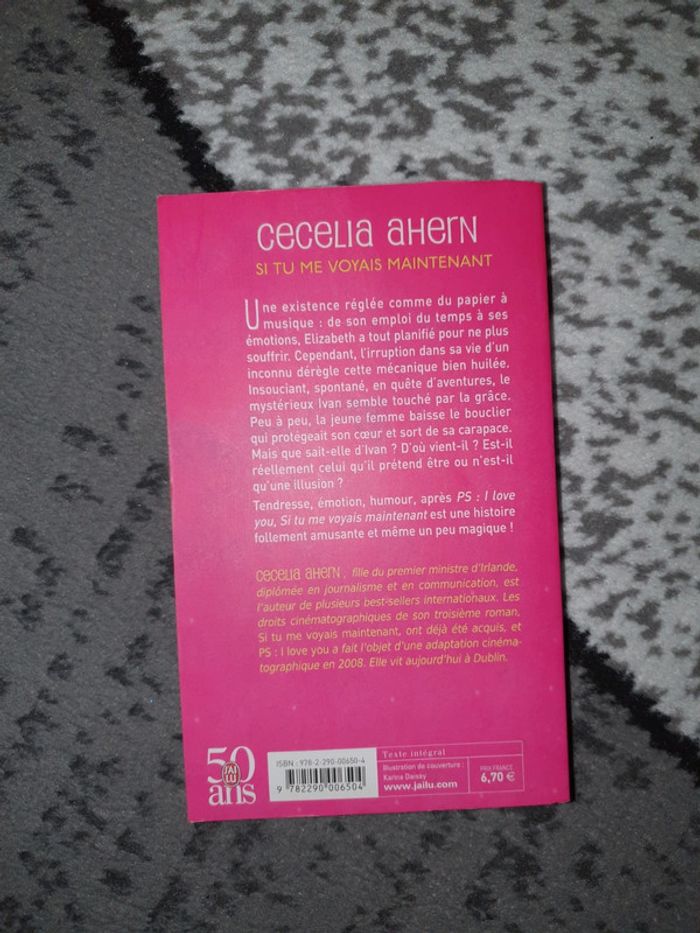 cecelia ahern
SI TU ME VOYAIS MAINTENANT
Une existence réglée comme du papier à
musique : de son emploi du temps à ses
émotions, Elizabeth a tout planifié pour ne plus
souffrir. Cependant, l'irruption dans sa vie d'un
inconnu dérègle cette mécanique bien huilée.
Insouciant, spontané, en quête d'aventures, le
mystérieux Ivan semble touché par la grâce.
Peu à peu, la jeune femme baisse le bouclier
qui protégeait son cœur et sort de sa carapace.
Mais que sait-elle d'Ivan ? D'où vient-il ? Est-il
réellement celui qu'il prétend être ou n'est-il
qu'une illusion ?
Tendresse, émotion, humour, après PS : I love
you, Si tu me voyais maintenant est une histoire
follement amusante et même un peu magique !
cecelia ahern, fille du premier ministre d'Irlande,
diplômée en journalisme et en communication, est
l'auteur de plusieurs best-sellers internationaux. Les
droits cinématographiques de son troisième roman,
Si tu me voyais maintenant, ont déjà été acquis, et
PS : I love you a fait l'objet d'une adaptation cinéma-
tographique en 2008. Elle vit aujourd'hui à Dublin.
50
J'AI LU
ans
ISBN : 978-2-290-00650-4
9 782290 006504
Texte intégral
Illustration de couverture :
Karina Daisky
www.jailu.com
PRIX FRANCE
6,70 €